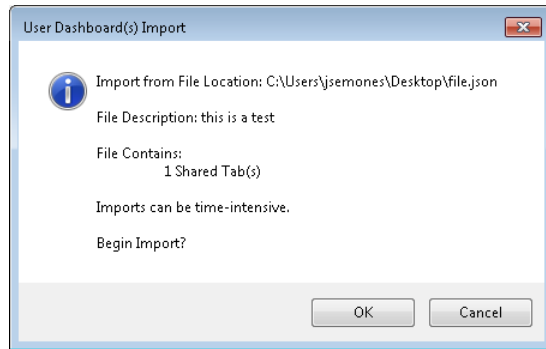 User Dashboard(s) Import
Import from File Location: C:\Users\jsemones\Desktop\file.json
File Description: this is a test
File Contains:
1 Shared Tab(s)
Imports can be time-intensive.
Begin Import?
OK
Cancel